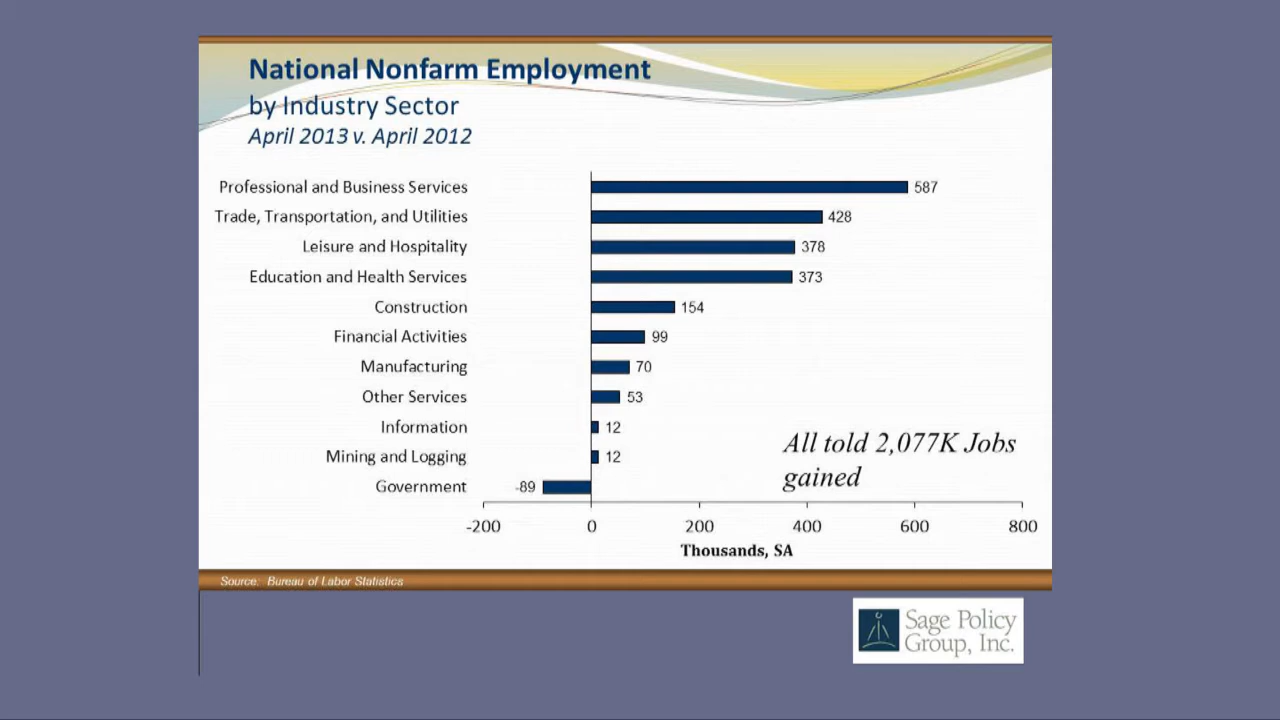 National Nonfarm Employment
by Industry Sector
April 2013 v. April 2012
Professional and Business Services 587
Trade, Transportation, and Utilities 428
Leisure and Hospitality 378
Education and Health Services 373
Construction 154
Financial Activities 99
Manufacturing 70
Other Services 53
Information 12
Mining and Logging 12
Government -89
All told 2,077K Jobs
gained
-200 0 200 400 600 800
Thousands, SA
Source: Bureau of Labor Statistics
Sage Policy
Group, Inc.